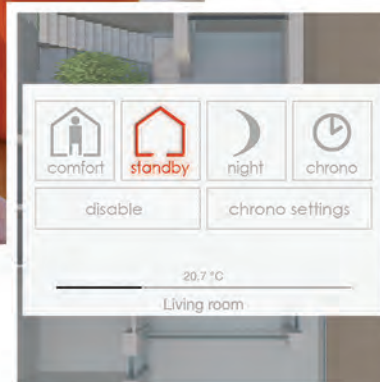 comfort standby night chrono
disable chrono settings
20.7 °C
Living room